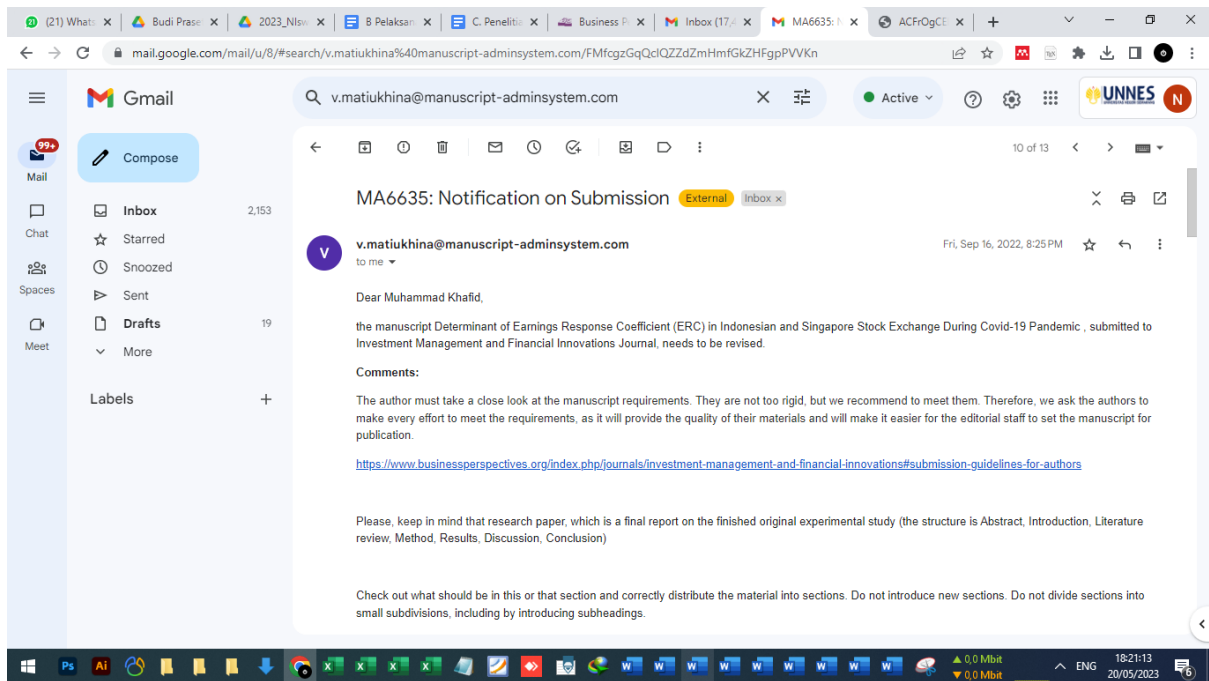 (21) Whats
Budi Praset
2023_NIsw
B Pelaksan
C. Penelitia
Business P
Inbox (17,4
MA6635: N
ACFrOgCE
mail.google.com/mail/u/8/#search/v.matiukhina%40manuscript-adminsystem.com/FMfcgzGqQclQZZdZmHmfGkZHFgpPVVKn
Gmail
v.matiukhina@manuscript-adminsystem.com
Active
UNNES
N
99+
Mail
Chat
Spaces
Meet
Compose
Inbox 2,153
Starred
Snoozed
Sent
Drafts 19
More
Labels
10 of 13
MA6635: Notification on Submission External Inbox x
V
v.matiukhina@manuscript-adminsystem.com Fri, Sep 16, 2022, 8:25 PM
to me
Dear Muhammad Khafid,
the manuscript Determinant of Earnings Response Coefficient (ERC) in Indonesian and Singapore Stock Exchange During Covid-19 Pandemic , submitted to
Investment Management and Financial Innovations Journal, needs to be revised.
Comments:
The author must take a close look at the manuscript requirements. They are not too rigid, but we recommend to meet them. Therefore, we ask the authors to
make every effort to meet the requirements, as it will provide the quality of their materials and will make it easier for the editorial staff to set the manuscript for
publication.
https://www.businessperspectives.org/index.php/journals/investment-management-and-financial-innovations#submission-guidelines-for-authors
Please, keep in mind that research paper, which is a final report on the finished original experimental study (the structure is Abstract, Introduction, Literature
review, Method, Results, Discussion, Conclusion)
Check out what should be in this or that section and correctly distribute the material into sections. Do not introduce new sections. Do not divide sections into
small subdivisions, including by introducing subheadings.
Ps
Ai
0,0 Mbit
0,0 Mbit
ENG
18:21:13
20/05/2023
6